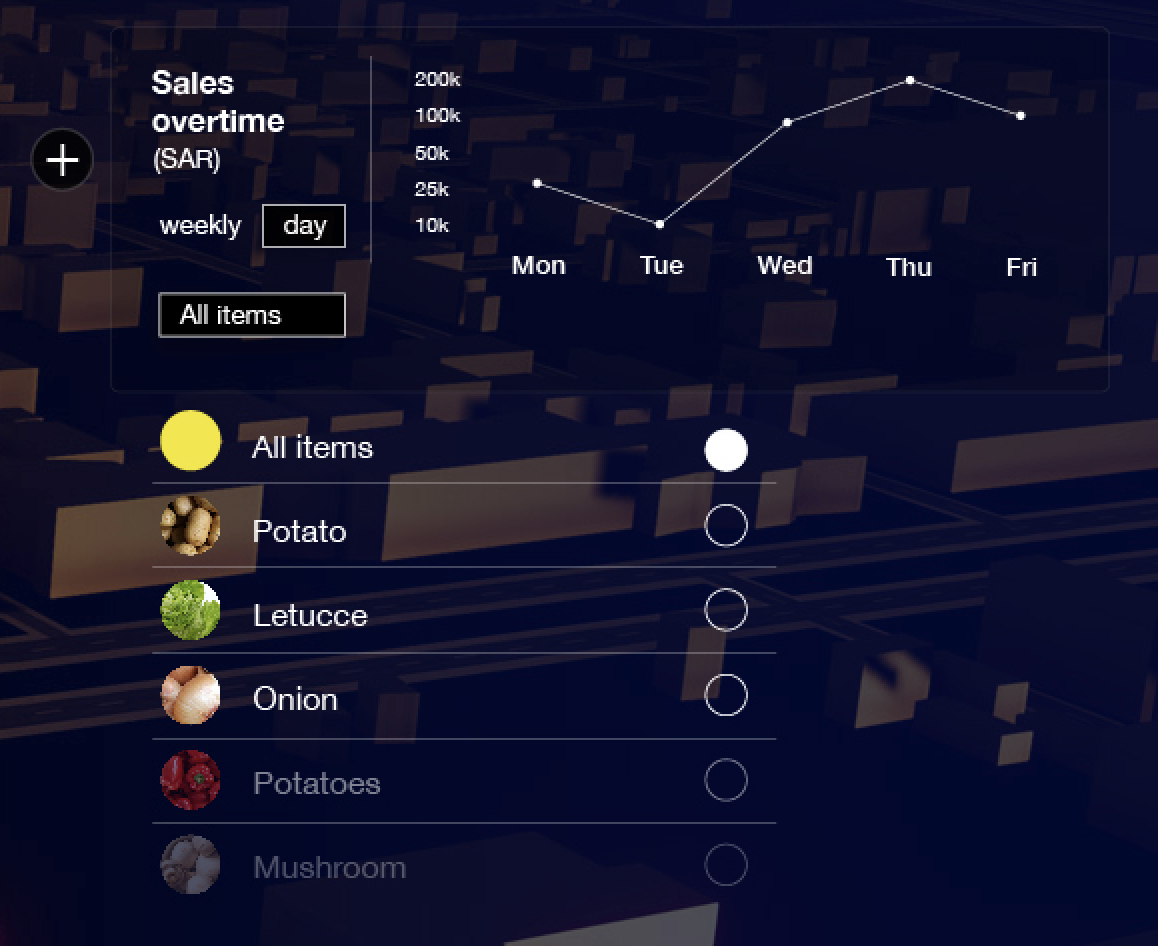 Sales
overtime
(SAR)
weekly day
All items
200k
100k
50k
25k
10k
Mon Tue Wed Thu Fri
All items
Potato
Letucce
Onion
Potatoes
Mushroom